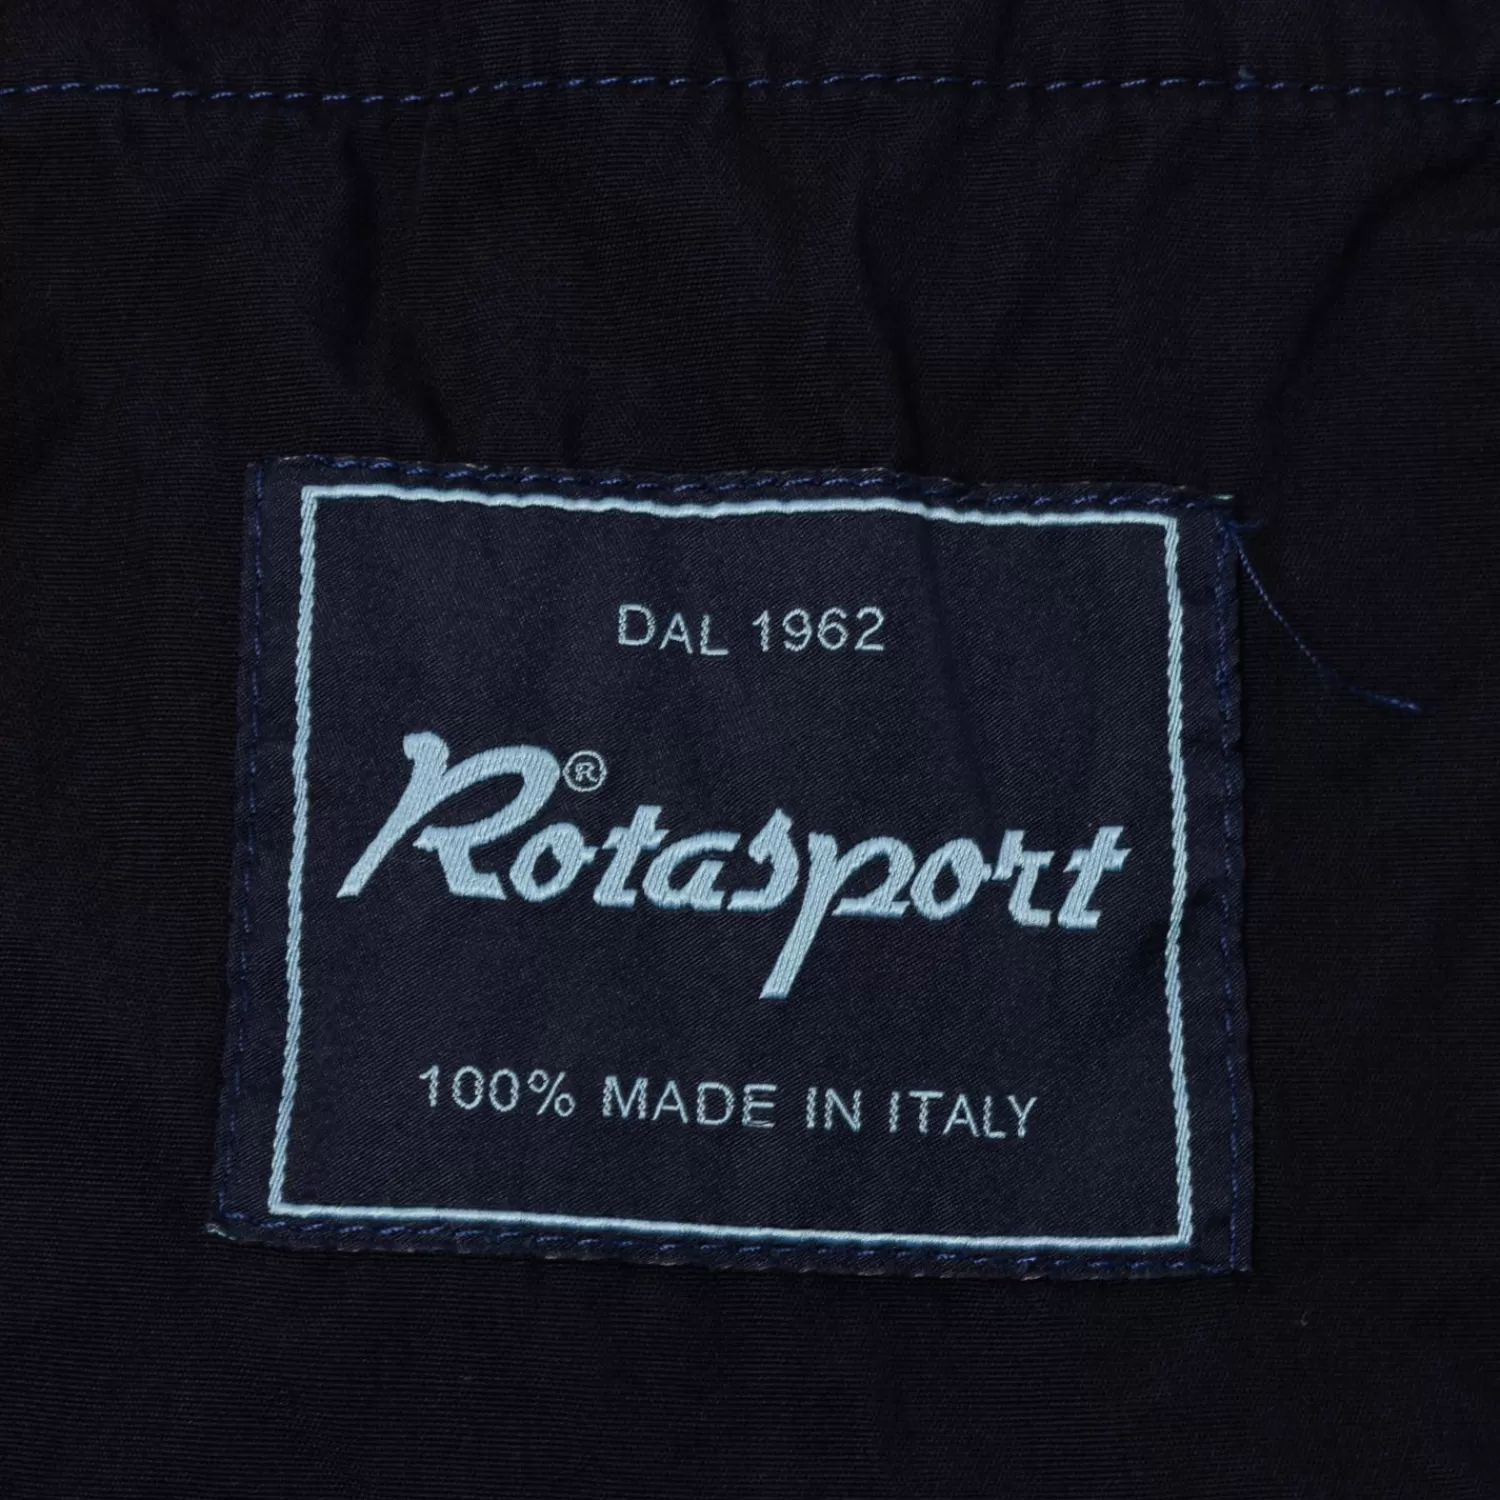 DAL 1962
Rotasport®
100% MADE IN ITALY